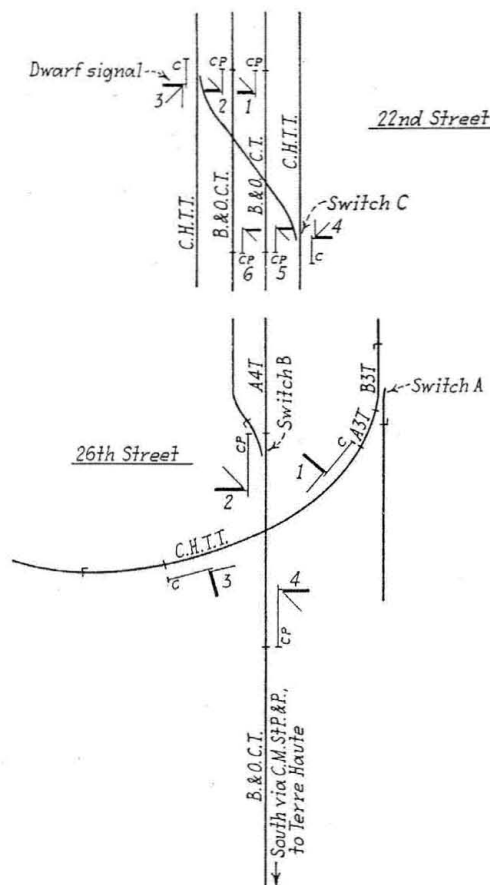 Dwarf signal
c
cp
cp
3
2
1
C.H.T.T.
22nd Street
C.H.T.T.
B.&O.C.T.
B.&O. C.T.
Switch C
4
cp
6
cp
5
c
A4T
Switch B
B3T
Switch A
A3T
26th Street
cp
c
1
2
C.H.T.T.
c
3
4
cp
B.&O.C.T.
South via C.M.St.P.&P.,
to Terre Haute